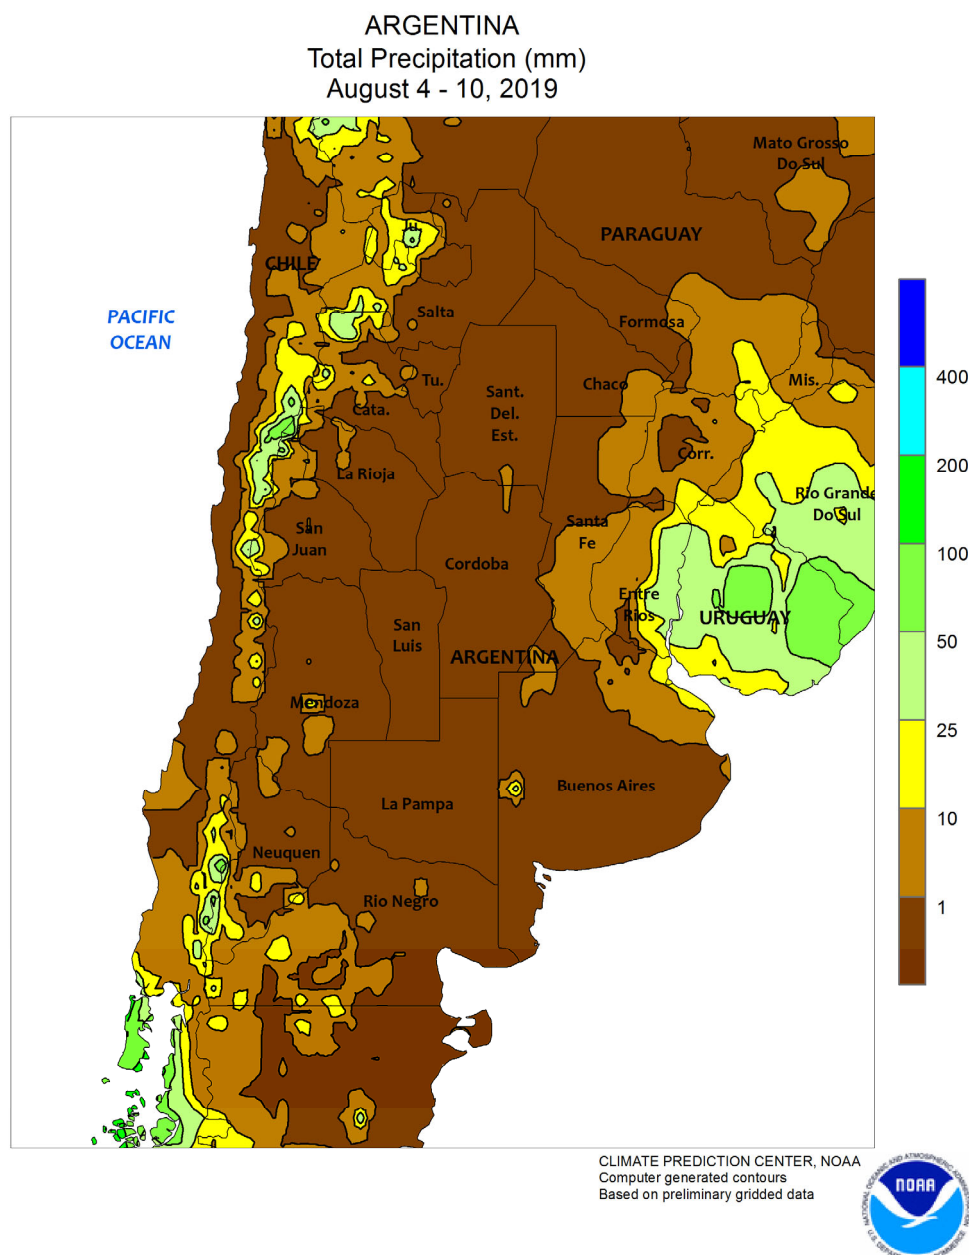 ARGENTINA
Total Precipitation (mm)
August 4 - 10, 2019
Mato Grosso
Do Sul
Ju
PARAGUAY
CHILE
PACIFIC
OCEAN
Salta
Formosa
Tu.
Chaco
Mis.
Sant.
Del.
Est.
Cata.
Corr.
La Rioja
Rio Grande
Do Sul
San
Juan
Santa
Fe
Cordoba
Entre
Rios
URUGUAY
San
Luis
ARGENTINA
Mendoza
Buenos Aires
La Pampa
Neuquen
Rio Negro
400
200
100
50
25
10
1
CLIMATE PREDICTION CENTER, NOAA
Computer generated contours
Based on preliminary gridded data
NOAA